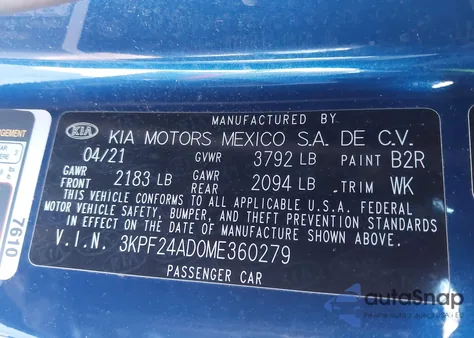 MANUFACTURED BY
KIA KIA MOTORS MEXICO S.A. DE C.V.
04/21 GVWR 3792 LB PAINT B2R
GAWR FRONT 2183 LB GAWR REAR 2094 LB TRIM WK
THIS VEHICLE CONFORMS TO ALL APPLICABLE U.S.A. FEDERAL
MOTOR VEHICLE SAFETY, BUMPER, AND THEFT PREVENTION STANDARDS
IN EFFECT ON THE DATE OF MANUFACTURE SHOWN ABOVE.
V.I.N. 3KPF24AD0ME360279
PASSENGER CAR
7610
autoSnap